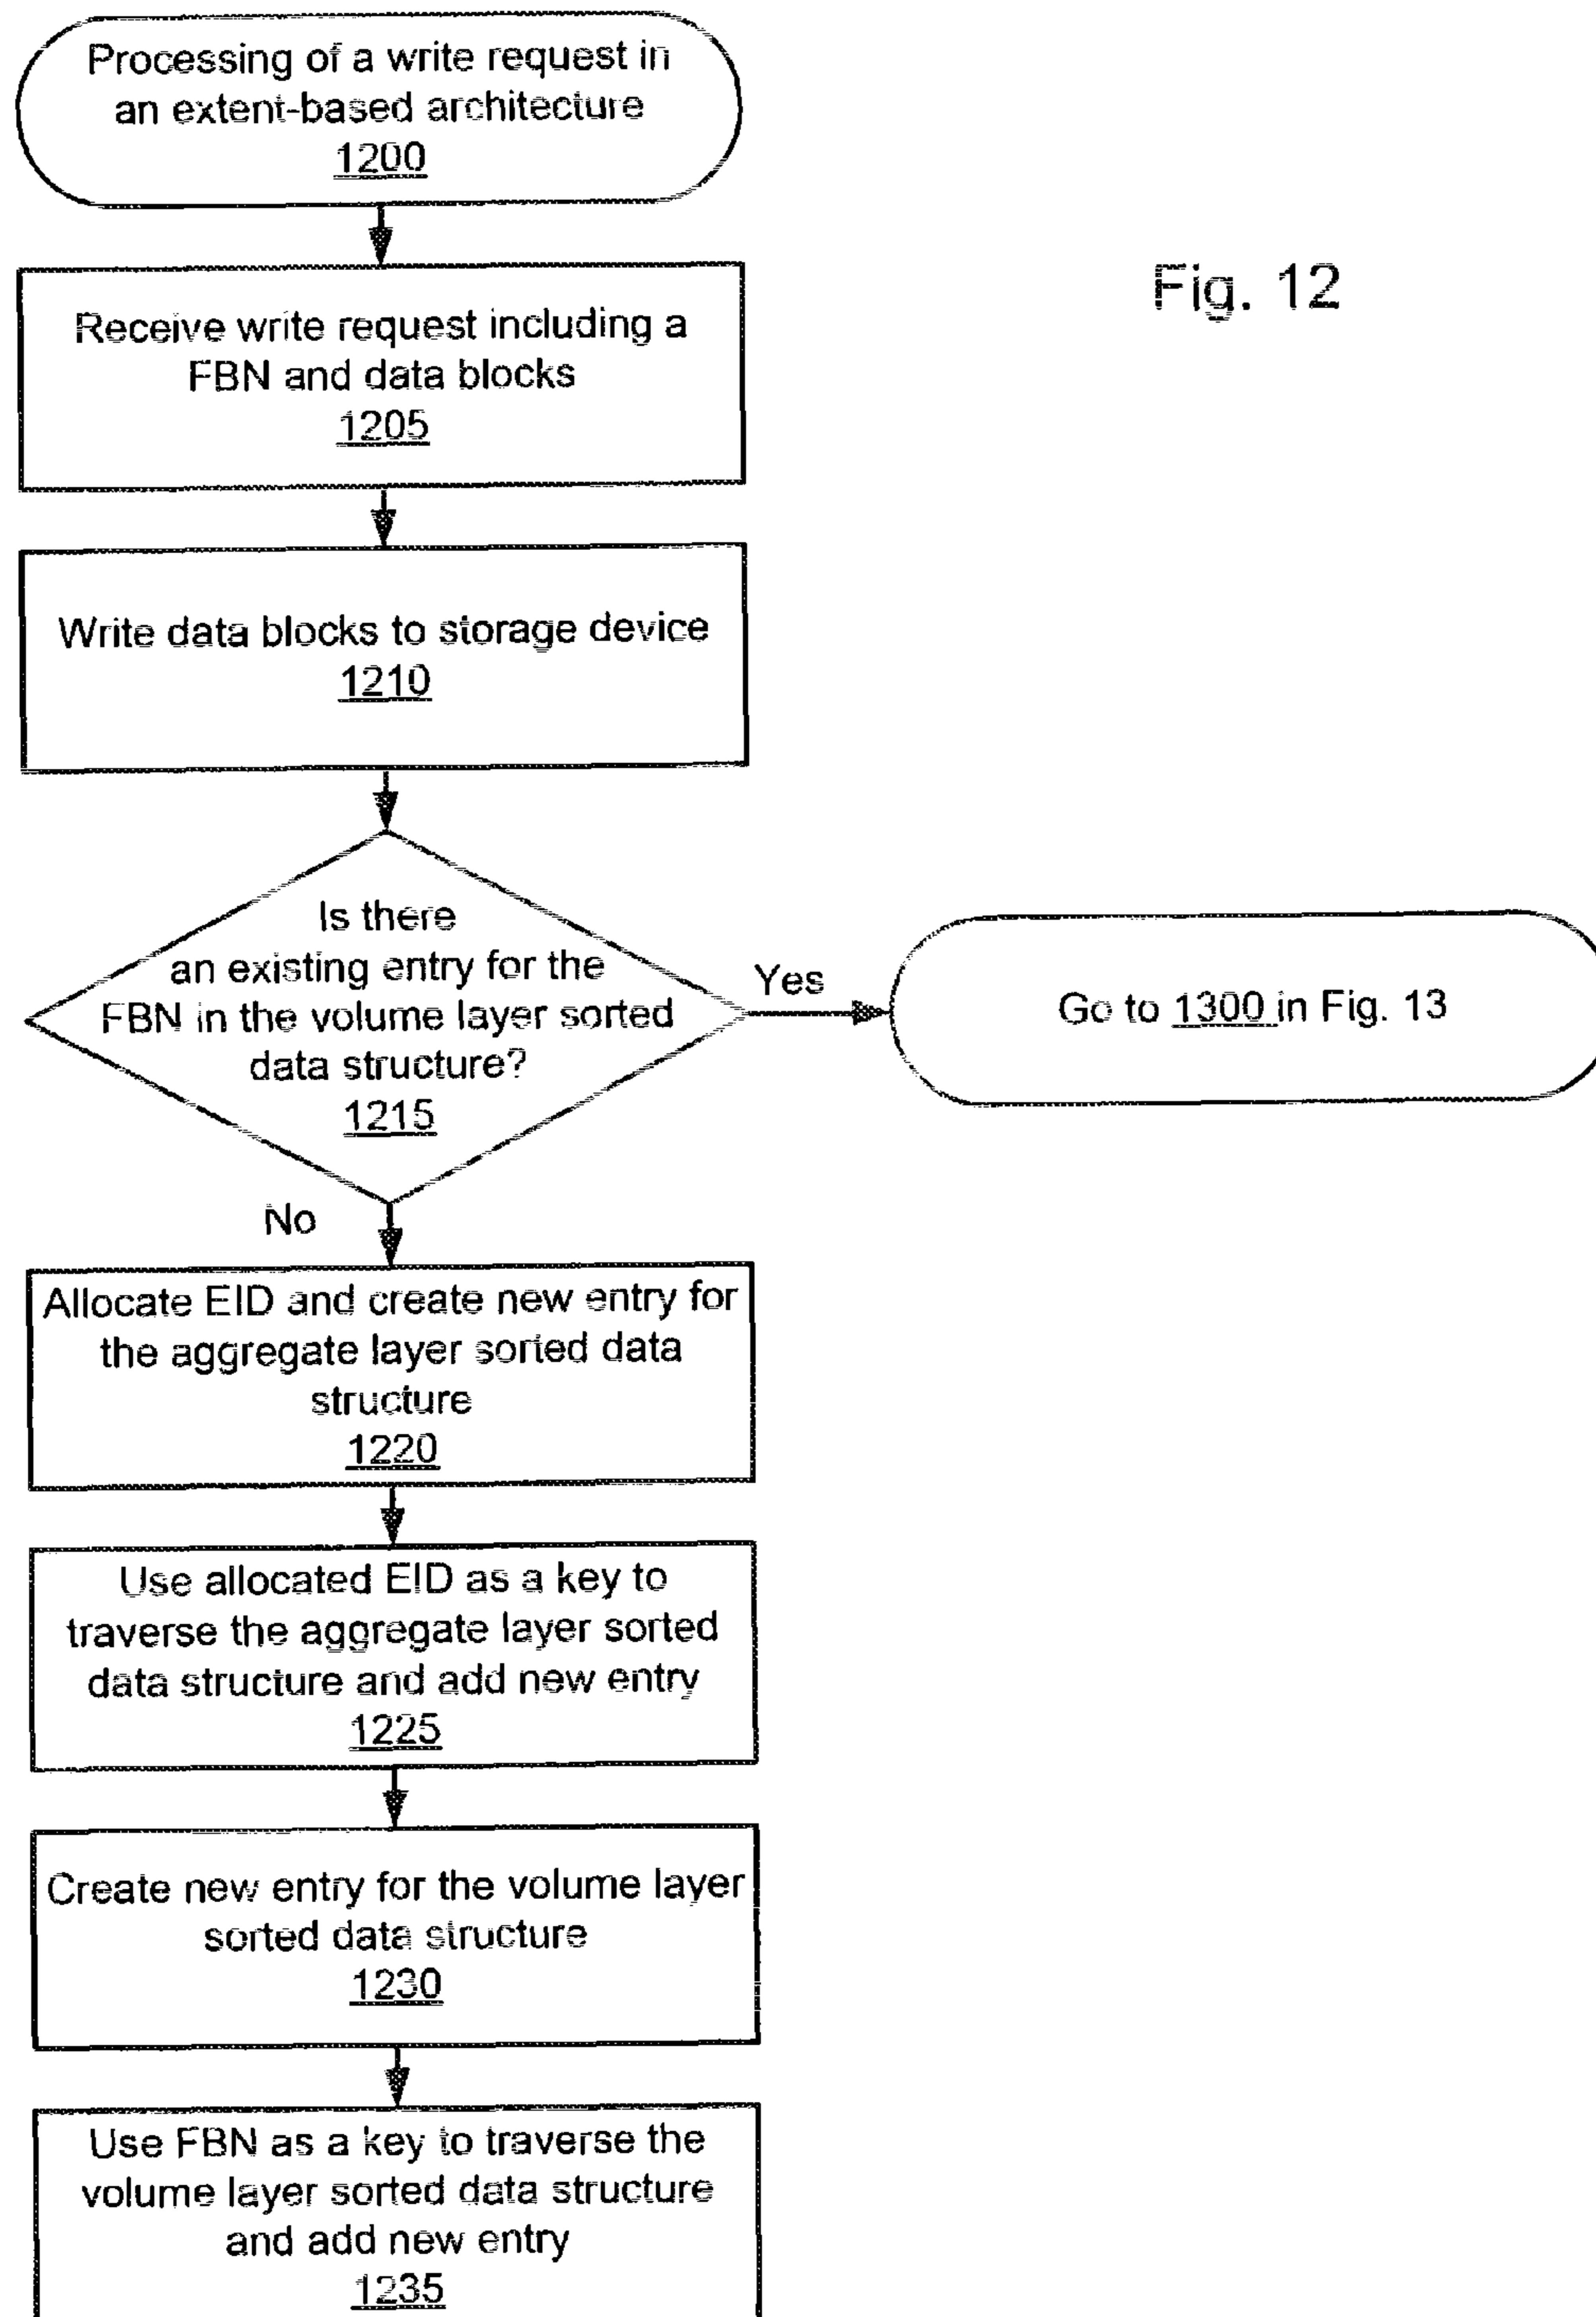 Processing of a write request in
an extent-based architecture
1200
Fig. 12
Receive write request including a
FBN and data blocks
1205
Write data blocks to storage device
1210
Is there
an existing entry for the
FBN in the volume layer sorted
data structure?
1215
Yes
Go to 1300 in Fig. 13
No
Allocate EID and create new entry for
the aggregate layer sorted data
structure
1220
Use allocated EID as a key to
traverse the aggregate layer sorted
data structure and add new entry
1225
Create new entry for the volume layer
sorted data structure
1230
Use FBN as a key to traverse the
volume layer sorted data structure
and add new entry
1235